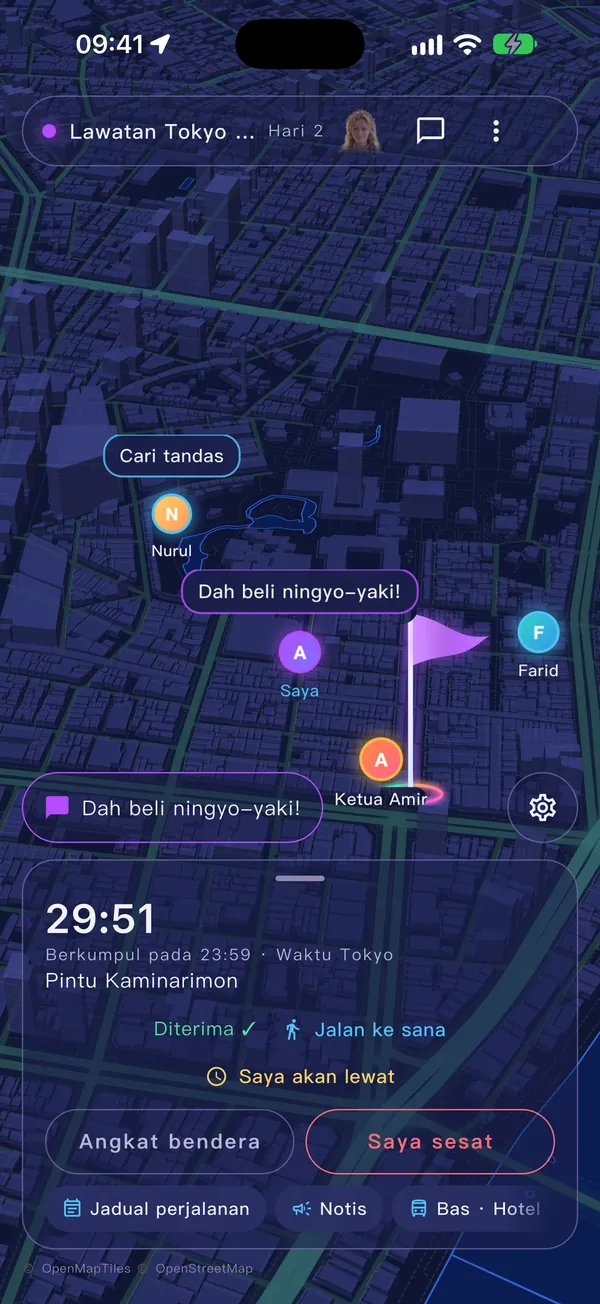 09:41
Lawatan Tokyo ... Hari 2
Cari tandas
N
Nurul
Dah beli ningyo-yaki!
A
Saya
F
Farid
A
Ketua Amir
Dah beli ningyo-yaki!
29:51
Berkumpul pada 23:59 · Waktu Tokyo
Pintu Kaminarimon
Diterima ✓ Jalan ke sana
Saya akan lewat
Angkat bendera Saya sesat
Jadual perjalanan Notis Bas · Hotel
© OpenMapTiles © OpenStreetMap